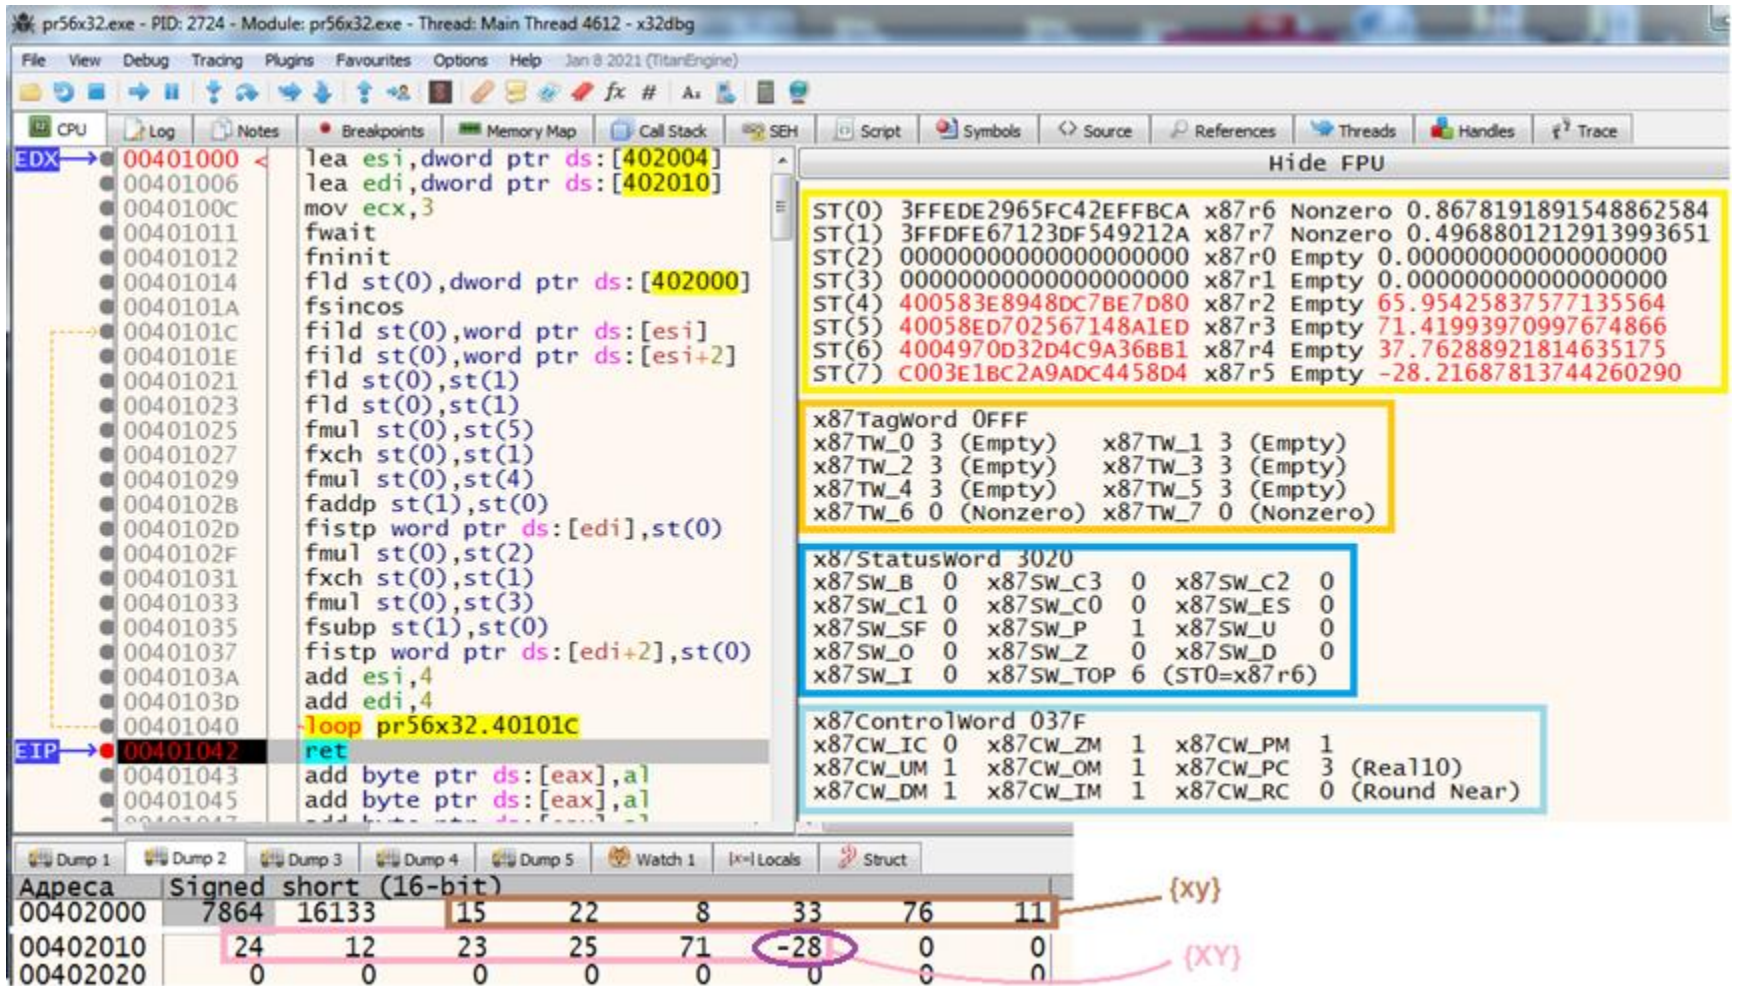 pr56x32.exe - PID: 2724 - Module: pr56x32.exe - Thread: Main Thread 4612 - x32dbg
File View Debug Tracing Plugins Favourites Options Help Jan 8 2021 (TitanEngine)
CPU Log Notes Breakpoints Memory Map Call Stack SEH Script Symbols Source References Threads Handles Trace
EDX 00401000 lea esi,dword ptr ds:[402004]
00401006 lea edi,dword ptr ds:[402010]
0040100C mov ecx,3
00401011 fwait
00401012 fninit
00401014 fld st(0),dword ptr ds:[402000]
0040101A fsincos
0040101C fild st(0),word ptr ds:[esi]
0040101E fild st(0),word ptr ds:[esi+2]
00401021 fld st(0),st(1)
00401023 fld st(0),st(1)
00401025 fmul st(0),st(5)
00401027 fxch st(0),st(1)
00401029 fmul st(0),st(4)
0040102B faddp st(1),st(0)
0040102D fistp word ptr ds:[edi],st(0)
0040102F fmul st(0),st(2)
00401031 fxch st(0),st(1)
00401033 fmul st(0),st(3)
00401035 fsubp st(1),st(0)
00401037 fistp word ptr ds:[edi+2],st(0)
0040103A add esi,4
0040103D add edi,4
00401040 loop pr56x32.40101C
EIP 00401042 ret
00401043 add byte ptr ds:[eax],al
00401045 add byte ptr ds:[eax],al
Hide FPU
ST(0) 3FFEDE2965FC42EFFBCA x87r6 Nonzero 0.8678191891548862584
ST(1) 3FFDFE67123DF549212A x87r7 Nonzero 0.4968801212913993651
ST(2) 00000000000000000000 x87r0 Empty 0.000000000000000000
ST(3) 00000000000000000000 x87r1 Empty 0.000000000000000000
ST(4) 400583E8948DC7BE7D80 x87r2 Empty 65.95425837577135564
ST(5) 40058ED702567148A1ED x87r3 Empty 71.41993970997674866
ST(6) 4004970D32D4C9A36BB1 x87r4 Empty 37.76288921814635175
ST(7) C003E1BC2A9ADC4458D4 x87r5 Empty -28.21687813744260290
x87TagWord 0FFF
x87TW_0 3 (Empty) x87TW_1 3 (Empty)
x87TW_2 3 (Empty) x87TW_3 3 (Empty)
x87TW_4 3 (Empty) x87TW_5 3 (Empty)
x87TW_6 0 (Nonzero) x87TW_7 0 (Nonzero)
x87StatusWord 3020
x87SW_B 0 x87SW_C3 0 x87SW_C2 0
x87SW_C1 0 x87SW_C0 0 x87SW_ES 0
x87SW_SF 0 x87SW_P 1 x87SW_U 0
x87SW_O 0 x87SW_Z 0 x87SW_D 0
x87SW_I 0 x87SW_TOP 6 (ST0=x87r6)
x87ControlWord 037F
x87CW_IC 0 x87CW_ZM 1 x87CW_PM 1
x87CW_UM 1 x87CW_OM 1 x87CW_PC 3 (Real10)
x87CW_DM 1 x87CW_IM 1 x87CW_RC 0 (Round Near)
Dump 1 Dump 2 Dump 3 Dump 4 Dump 5 Watch 1 [x=] Locals Struct
Адреса Signed short (16-bit)
00402000 7864 16133 15 22 8 33 76 11
{xy}
00402010 24 12 23 25 71 -28 0 0
{XY}
00402020 0 0 0 0 0 0 0 0